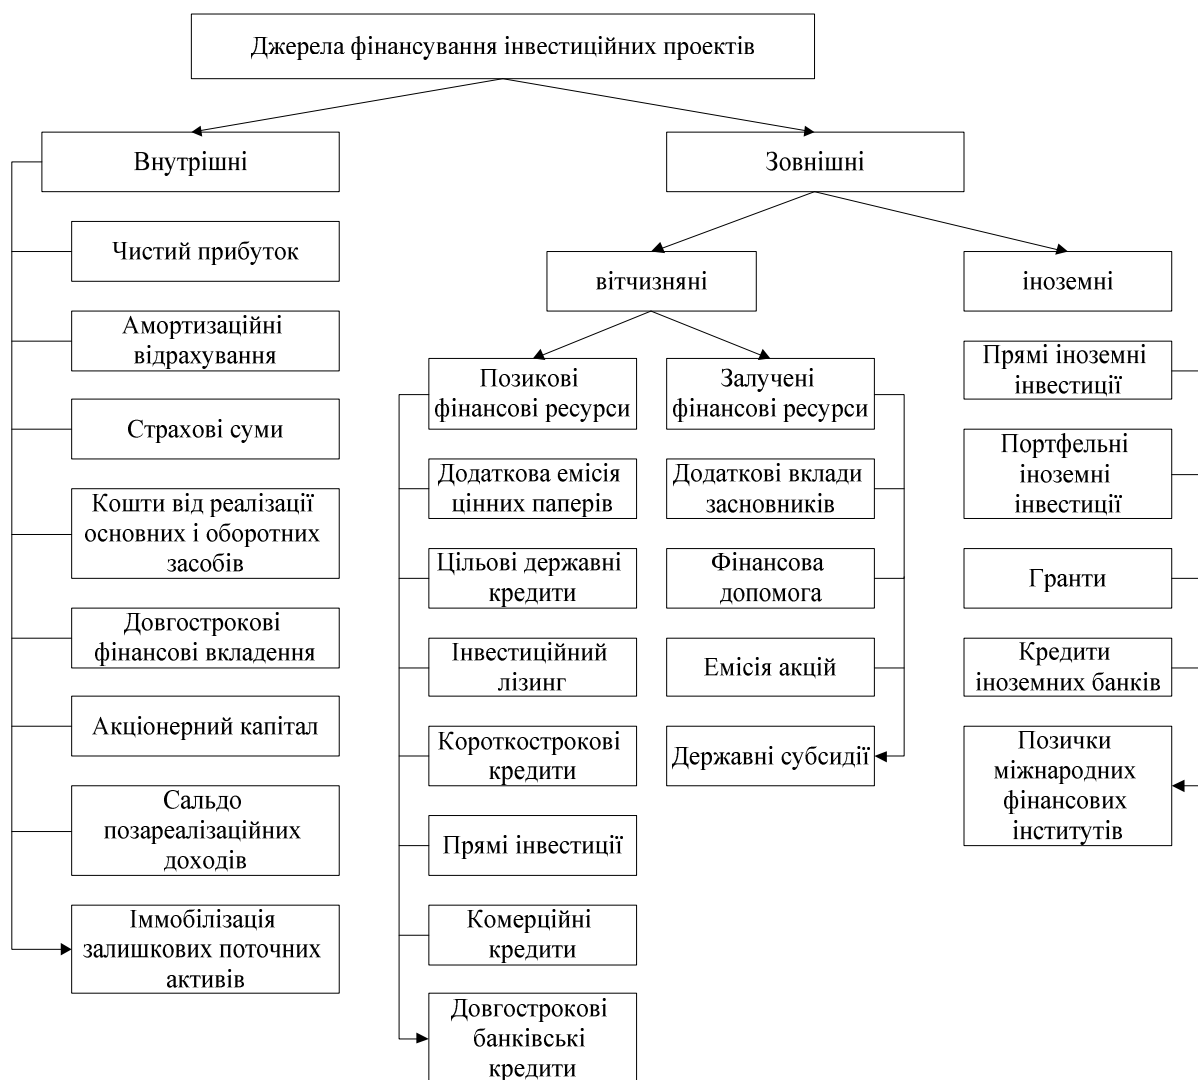 Джерела фінансування інвестиційних проектів
Внутрішні
Чистий прибуток
Амортизаційні
відрахування
Страхові суми
Кошти від реалізації
основних і оборотних
засобів
Довгострокові
фінансові вкладення
Акціонерний капітал
Сальдо
позареалізаційних
доходів
Іммобілізація
залишкових поточних
активів
Зовнішні
вітчизняні
Позикові
фінансові ресурси
Додаткова емісія
цінних паперів
Цільові державні
кредити
Інвестиційний
лізинг
Короткострокові
кредити
Прямі інвестиції
Комерційні
кредити
Довгострокові
банківські
кредити
Залучені
фінансові ресурси
Додаткові вклади
засновників
Фінансова
допомога
Емісія акцій
Державні субсидії
іноземні
Прямі іноземні
інвестиції
Портфельні
іноземні
інвестиції
Гранти
Кредити
іноземних банків
Позички
міжнародних
фінансових
інститутів